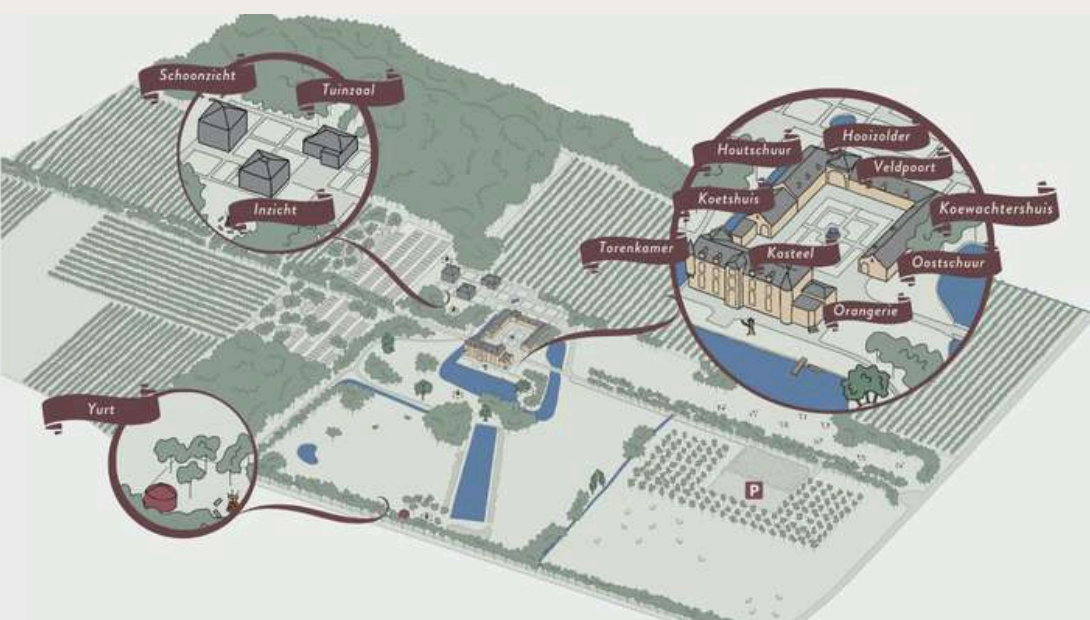 Schoonzicht
Tuinzaal
Inzicht
Hooizolder
Houtschuur
Veldpoort
Koetshuis
Koewachtershuis
Torenkamer
Kasteel
Oostschuur
Orangerie
Yurt
P